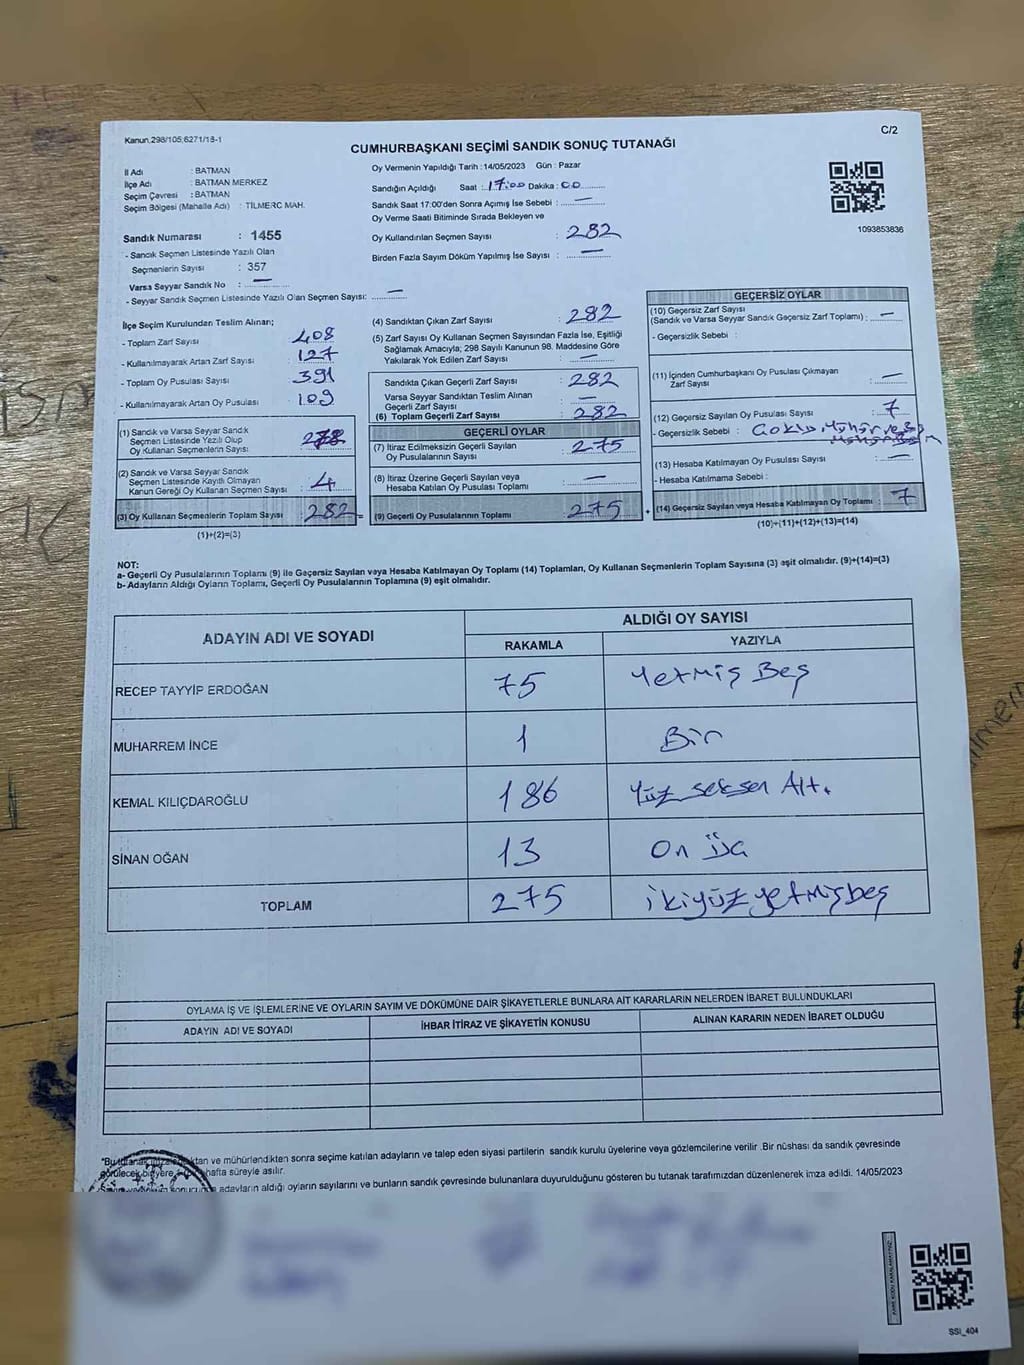 Kanun.298/105;6271/18-1
C/2
CUMHURBAŞKANI SEÇİMİ SANDIK SONUÇ TUTANAĞI
İl Adı : BATMAN
İlçe Adı : BATMAN MERKEZ
Seçim Çevresi : BATMAN
Seçim Bölgesi (Mahalle Adı) : TİLMERC MAH.
Sandık Numarası : 1455
- Sandık Seçmen Listesinde Yazılı Olan
Seçmenlerin Sayısı : 357
Varsa Seyyar Sandık No : —
- Seyyar Sandık Seçmen Listesinde Yazılı Olan Seçmen Sayısı: —
Oy Vermenin Yapıldığı Tarih : 14/05/2023 Gün : Pazar
Sandığın Açıldığı Saat : 17:00 Dakika : 00
Sandık Saat 17:00'den Sonra Açımış İse Sebebi : —
Oy Verme Saati Bitiminde Sırada Bekleyen ve
Oy Kullandırılan Seçmen Sayısı : 282
Birden Fazla Sayım Döküm Yapılmış İse Sayısı : —
1093853836
İlçe Seçim Kurulundan Teslim Alınan;
- Toplam Zarf Sayısı : 408
- Kullanılmayarak Artan Zarf Sayısı : 127
- Toplam Oy Pusulası Sayısı : 391
- Kullanılmayarak Artan Oy Pusulası : 109
(1) Sandık ve Varsa Seyyar Sandık
Seçmen Listesinde Yezılı Olup
Oy Kullanan Seçmenlerin Sayısı : 278
(2) Sandık ve Varsa Seyyar Sandık
Seçmen Listesinde Kayıtlı Olmayan
Kanun Gereği Oy Kullanan Seçmen Sayısı : 4
(3) Oy Kullanan Seçmenlerin Toplam Sayısı : 282
(1)+(2)=(3)
(4) Sandıktan Çıkan Zarf Sayısı : 282
(5) Zarf Sayısı Oy Kullanan Seçmen Sayısından Fazla İse, Eşitliği
Sağlamak Amacıyla; 298 Sayılı Kanunun 98. Maddesine Göre
Yakılarak Yok Edilen Zarf Sayısı : —
Sandıkta Çıkan Geçerli Zarf Sayısı : 282
Varsa Seyyar Sandıktan Teslim Alınan
Geçerli Zarf Sayısı : —
(6) Toplam Geçerli Zarf Sayısı : 282
GEÇERLİ OYLAR
(7) İtiraz Edilmeksizin Geçerli Sayılan
Oy Pusulalarının Sayısı : 275
(8) İtiraz Üzerine Geçerli Sayılan veya
Hesaba Katılan Oy Pusulası Toplamı : —
(9) Geçerli Oy Pusulalarının Toplamı : 275
GEÇERSİZ OYLAR
(10) Geçersiz Zarf Sayısı
(Sandık ve Varsa Seyyar Sandık Geçersiz Zarf Toplamı) : —
- Geçersizlik Sebebi :
(11) İçinden Cumhurbaşkanı Oy Pusulası Çıkmayan
Zarf Sayısı : —
(12) Geçersiz Sayılan Oy Pusulası Sayısı : 7
- Geçersizlik Sebebi :
(13) Hesaba Katılmayan Oy Pusulası Sayısı : —
- Hesaba Katılmama Sebebi :
(14) Geçersiz Sayılan veya Hesaba Katılmayan Oy Toplamı : 7
(10)+(11)+(12)+(13)=(14)
NOT:
a- Geçerli Oy Pusulalarının Toplamı (9) ile Geçersiz Sayılan veya Hesaba Katılmayan Oy Toplamı (14) Toplamları, Oy Kullanan Seçmenlerin Toplam Sayısına (3) eşit olmalıdır. (9)+(14)=(3)
b- Adayların Aldığı Oyların Toplamı, Geçerli Oy Pusulalarının Toplamına (9) eşit olmalıdır.
ADAYIN ADI VE SOYADI
ALDIĞI OY SAYISI
RAKAMLA YAZIYLA
RECEP TAYYİP ERDOĞAN 75 Yetmiş Beş
MUHARREM İNCE 1 Bir
KEMAL KILIÇDAROĞLU 186 Yüz seksen Altı
SİNAN OĞAN 13 On üç
TOPLAM 275 ikiyüzyetmişbeş
OYLAMA İŞ VE İŞLEMLERİNE VE OYLARIN SAYIM VE DÖKÜMÜNE DAİR ŞİKAYETLERLE BUNLARA AİT KARARLARIN NELERDEN İBARET BULUNDUKLARI
ADAYIN ADI VE SOYADI İHBAR İTİRAZ VE ŞİKAYETİN KONUSU ALINAN KARARIN NEDEN İBARET OLDUĞU
ve mühürlendikten sonra seçime katılan adayların ve talep eden siyasi partilerin sandık kurulu üyelerine veya gözlemcilerine verilir .Bir nüshası da sandık çevresinde
hafta süreyle asılır.
adayların aldığı oyların sayılarını ve bunların sandık çevresinde bulunanlara duyurulduğunu gösteren bu tutanak tarafımızdan düzenlenerek imza edildi. 14/05/2023
SSİ_404